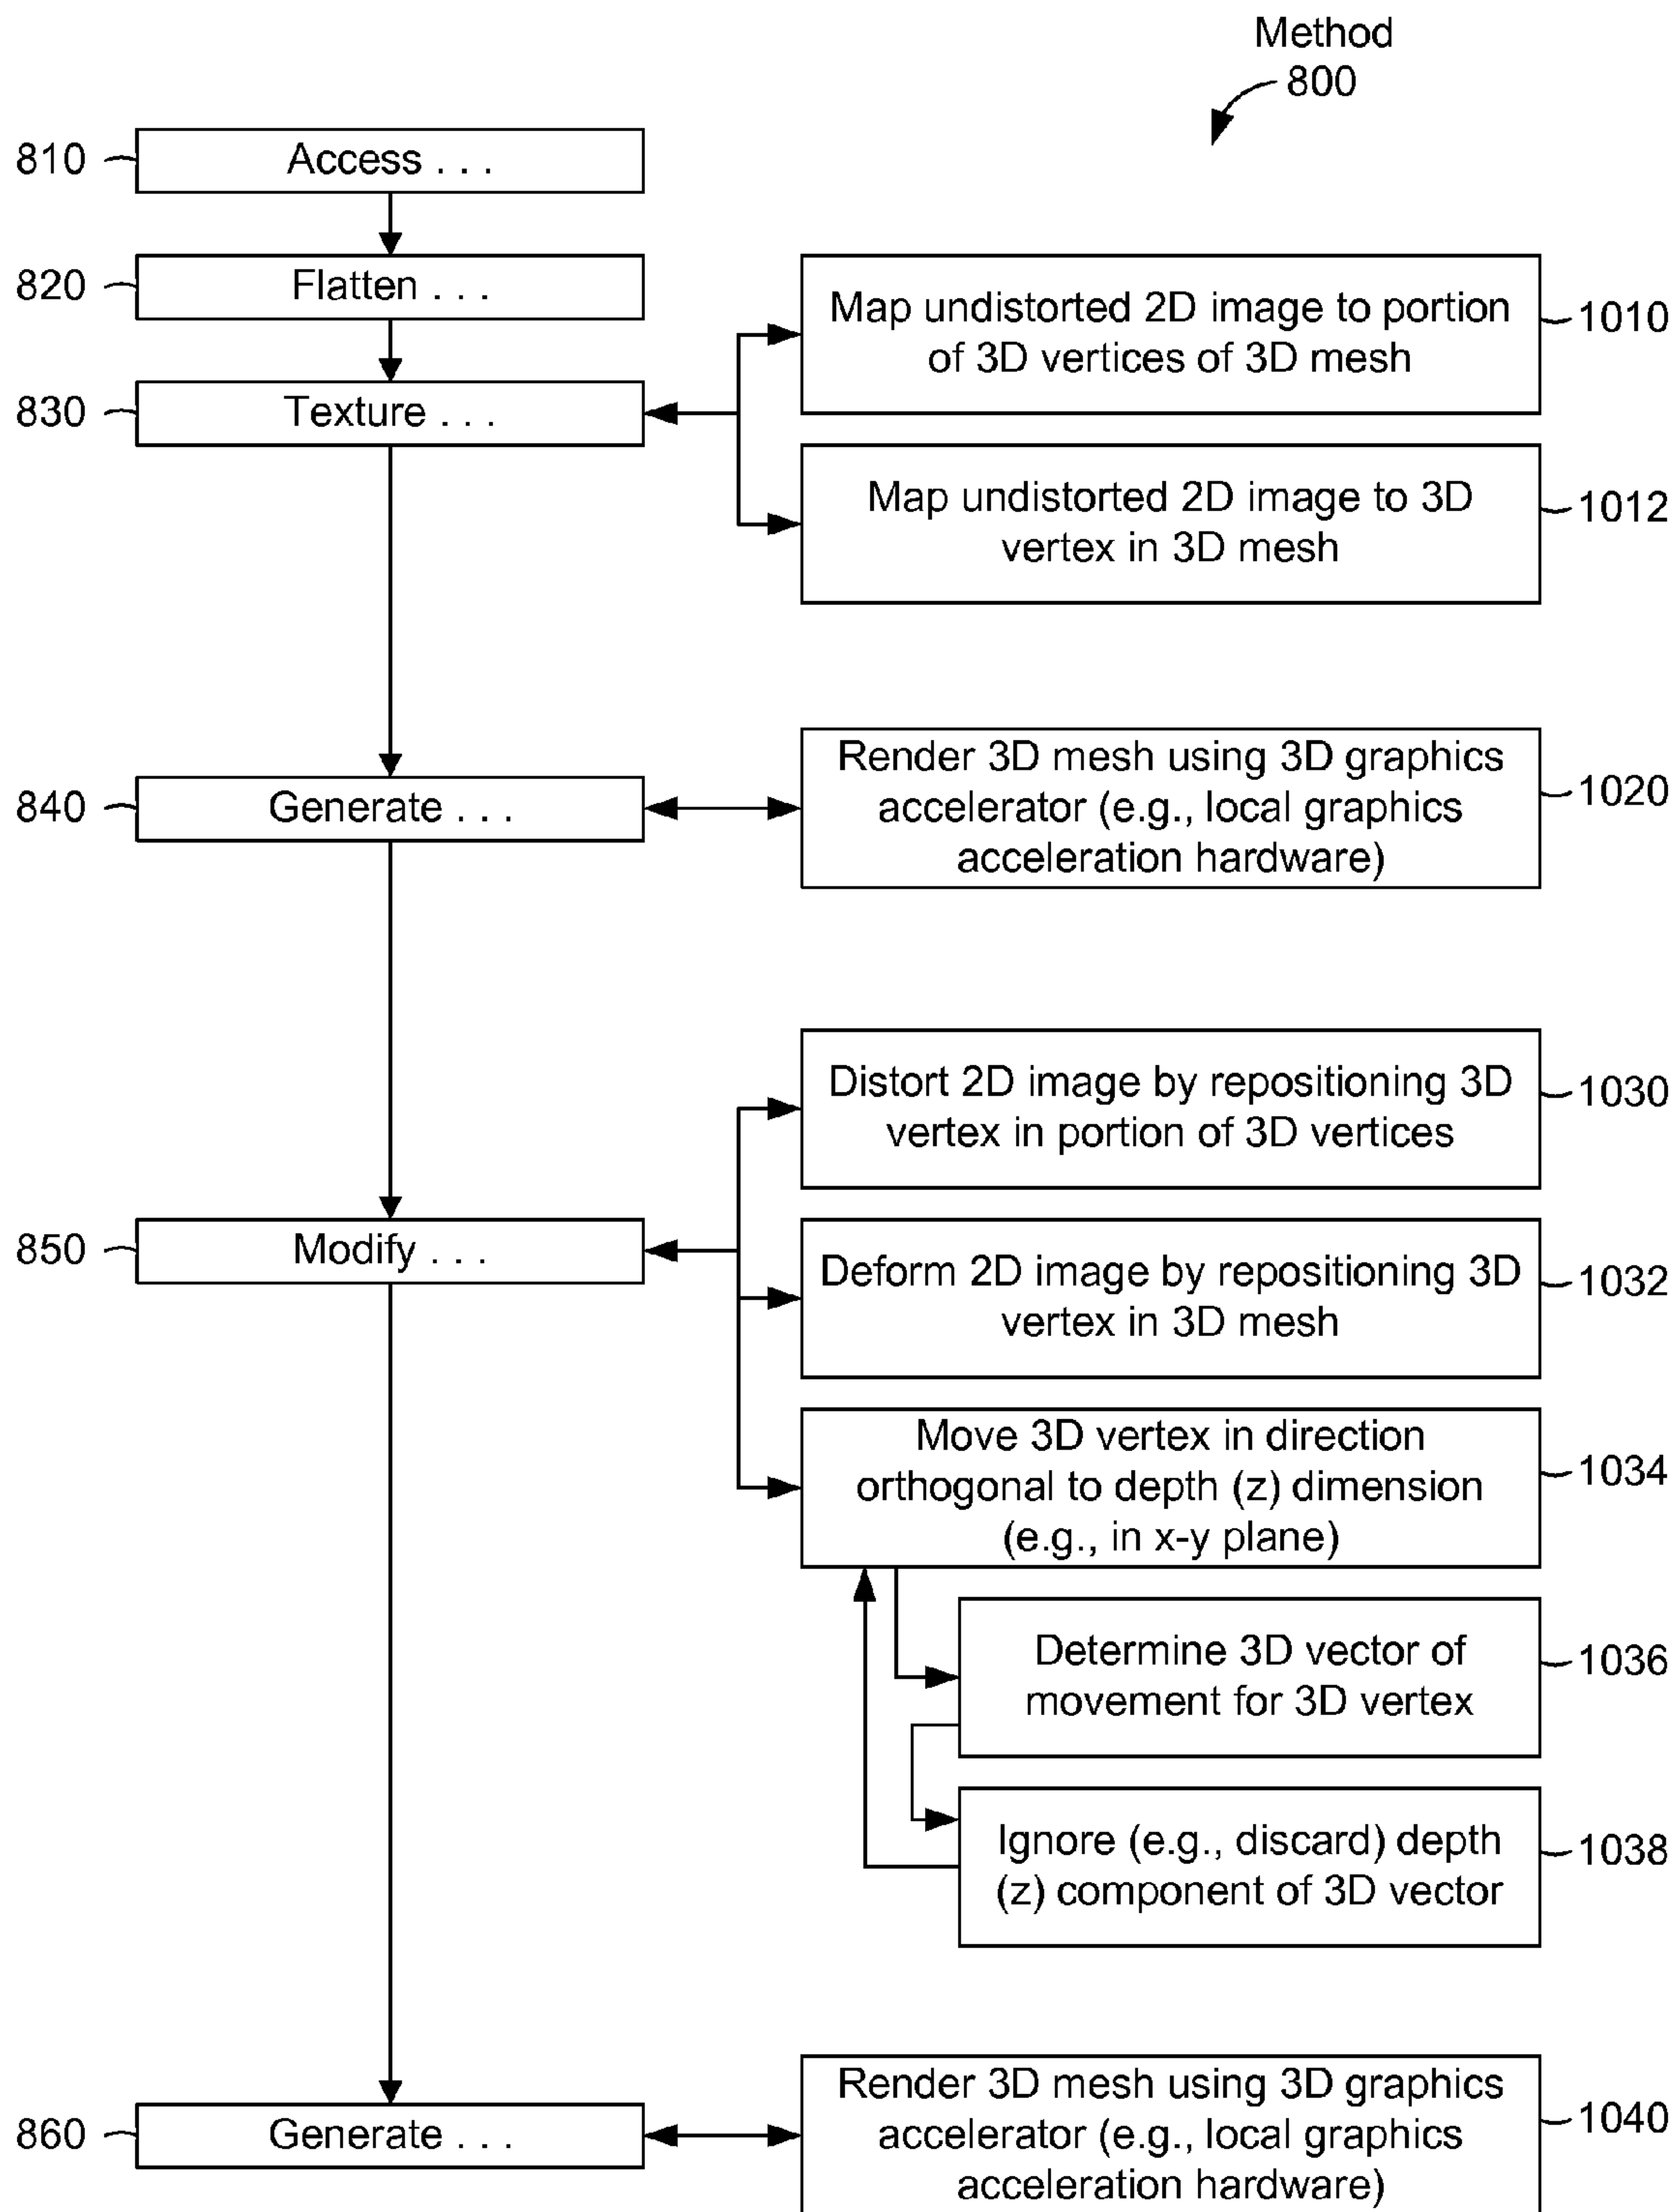 Method
800
810
Access . . .
820
Flatten . . .
Map undistorted 2D image to portion
of 3D vertices of 3D mesh
1010
830
Texture . . .
Map undistorted 2D image to 3D
vertex in 3D mesh
1012
840
Generate . . .
Render 3D mesh using 3D graphics
accelerator (e.g., local graphics
acceleration hardware)
1020
Distort 2D image by repositioning 3D
vertex in portion of 3D vertices
1030
850
Modify . . .
Deform 2D image by repositioning 3D
vertex in 3D mesh
1032
Move 3D vertex in direction
orthogonal to depth (z) dimension
(e.g., in x-y plane)
1034
Determine 3D vector of
movement for 3D vertex
1036
Ignore (e.g., discard) depth
(z) component of 3D vector
1038
860
Generate . . .
Render 3D mesh using 3D graphics
accelerator (e.g., local graphics
acceleration hardware)
1040